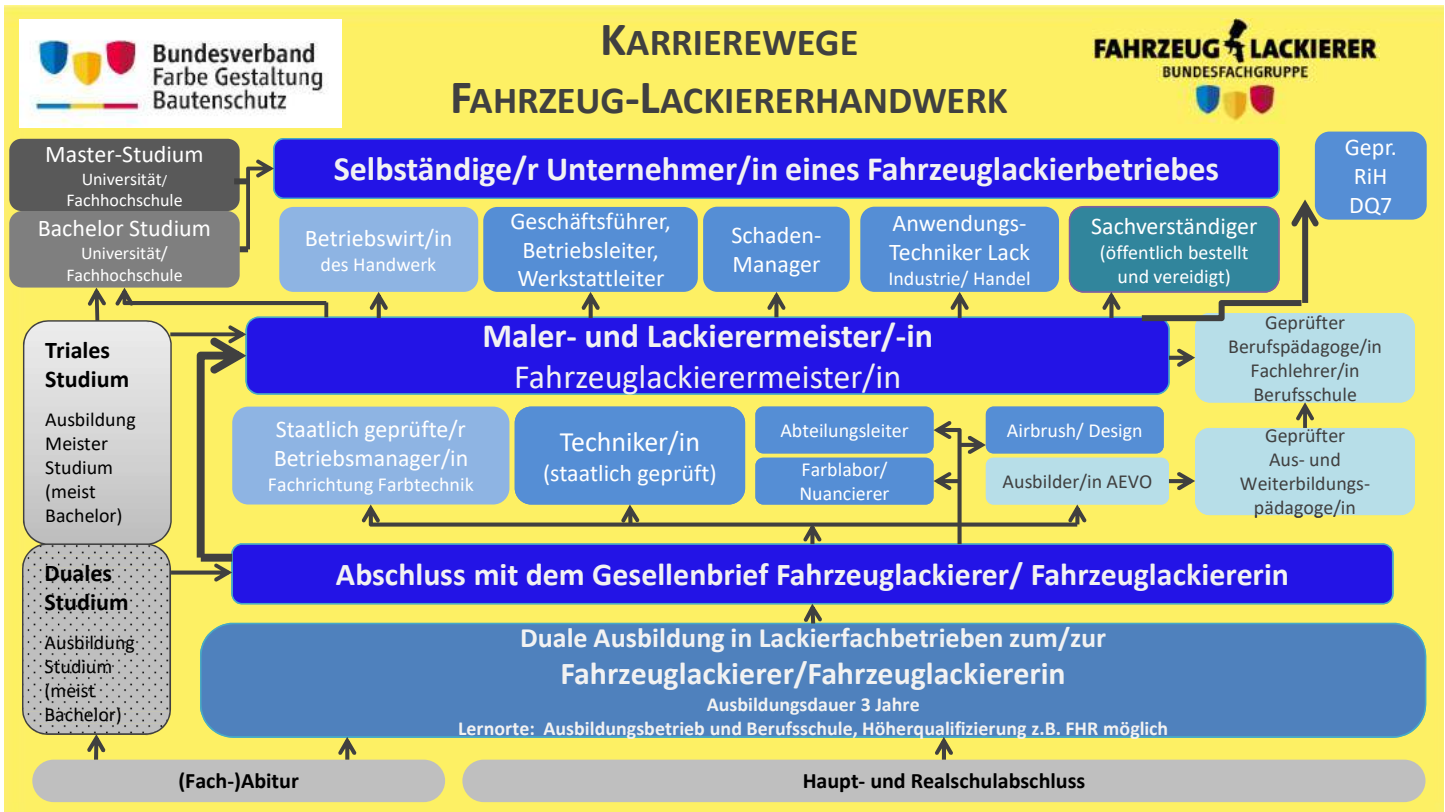 Bundesverband
Farbe Gestaltung
Bautenschutz
KARRIEREWEGE
FAHRZEUG-LACKIERERHANDWERK
FAHRZEUG LACKIERER
BUNDESFACHGRUPPE
Master-Studium
Universität/
Fachhochschule
Bachelor Studium
Universität/
Fachhochschule
Selbständige/r Unternehmer/in eines Fahrzeuglackierbetriebes
Gepr.
RiH
DQ7
Betriebswirt/in
des Handwerk
Geschäftsführer,
Betriebsleiter,
Werkstattleiter
Schaden-
Manager
Anwendungs-
Techniker Lack
Industrie/ Handel
Sachverständiger
(öffentlich bestellt
und vereidigt)
Triales
Studium
Ausbildung
Meister
Studium
(meist
Bachelor)
Maler- und Lackierermeister/-in
Fahrzeuglackierermeister/in
Geprüfter
Berufspädagoge/in
Fachlehrer/in
Berufsschule
Staatlich geprüfte/r
Betriebsmanager/in
Fachrichtung Farbtechnik
Techniker/in
(staatlich geprüft)
Abteilungsleiter
Farblabor/
Nuancierer
Airbrush/ Design
Ausbilder/in AEVO
Geprüfter
Aus- und
Weiterbildungs-
pädagoge/in
Duales
Studium
Ausbildung
Studium
(meist
Bachelor)
Abschluss mit dem Gesellenbrief Fahrzeuglackierer/ Fahrzeuglackiererin
Duale Ausbildung in Lackierfachbetrieben zum/zur
Fahrzeuglackierer/Fahrzeuglackiererin
Ausbildungsdauer 3 Jahre
Lernorte: Ausbildungsbetrieb und Berufsschule, Höherqualifizierung z.B. FHR möglich
(Fach-)Abitur
Haupt- und Realschulabschluss